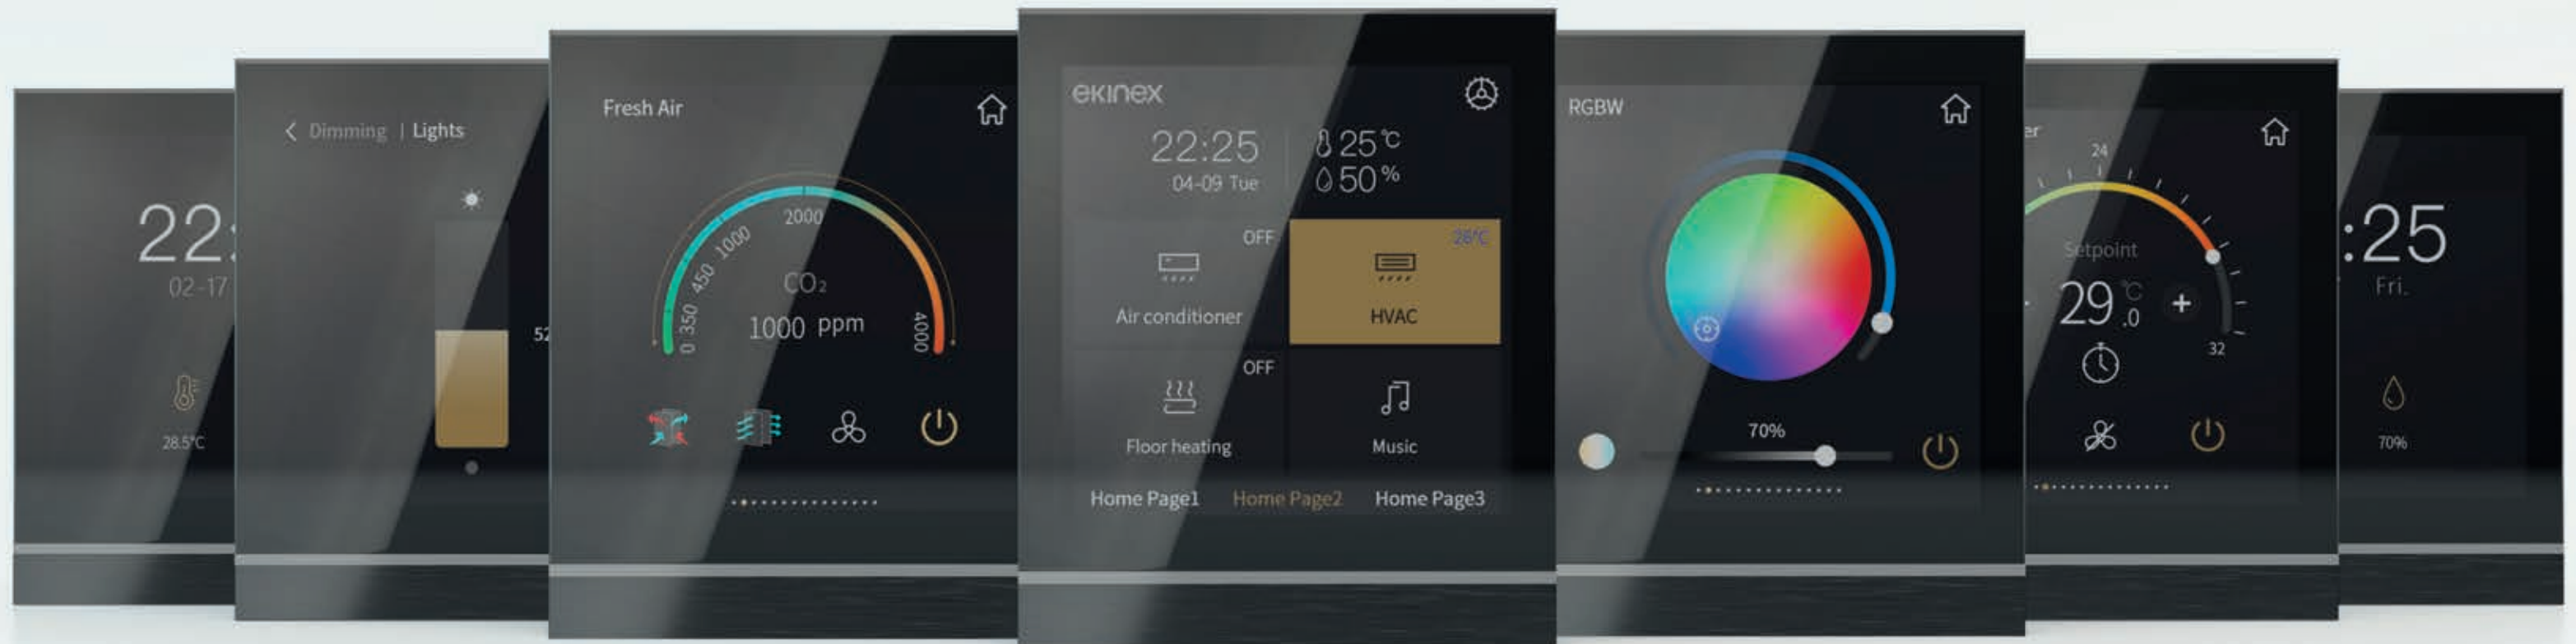 22:
02-17
28.5°C
Dimming | Lights
52
Fresh Air
0 350 450 1000 2000 4000
CO₂
1000 ppm
ekinex
22:25
04-09 Tue
25°C
50%
OFF
Air conditioner
26°C
HVAC
OFF
Floor heating
Music
Home Page1 Home Page2 Home Page3
RGBW
70%
er
24
Setpoint
29.0 °C +
32
:25
Fri.
70%